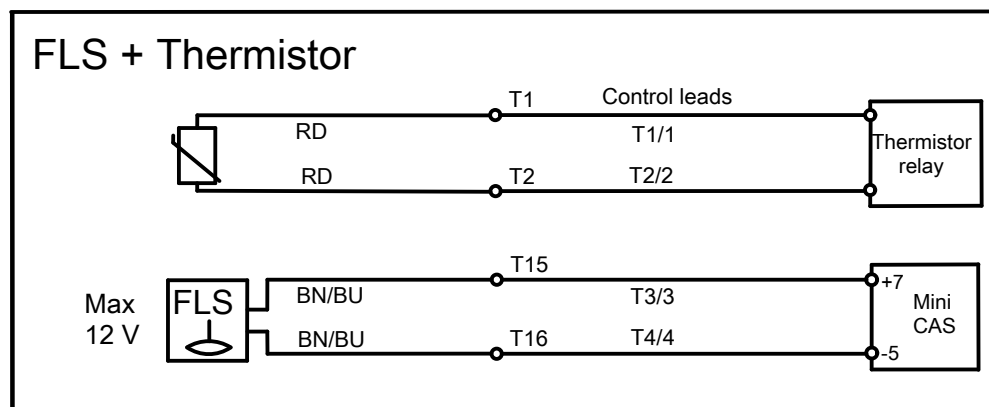 FLS + Thermistor
T1 Control leads
RD T1/1
Thermistor
relay
RD T2 T2/2
T15
Max
12 V
FLS
BN/BU T3/3
+7
Mini
CAS
BN/BU T16 T4/4
-5